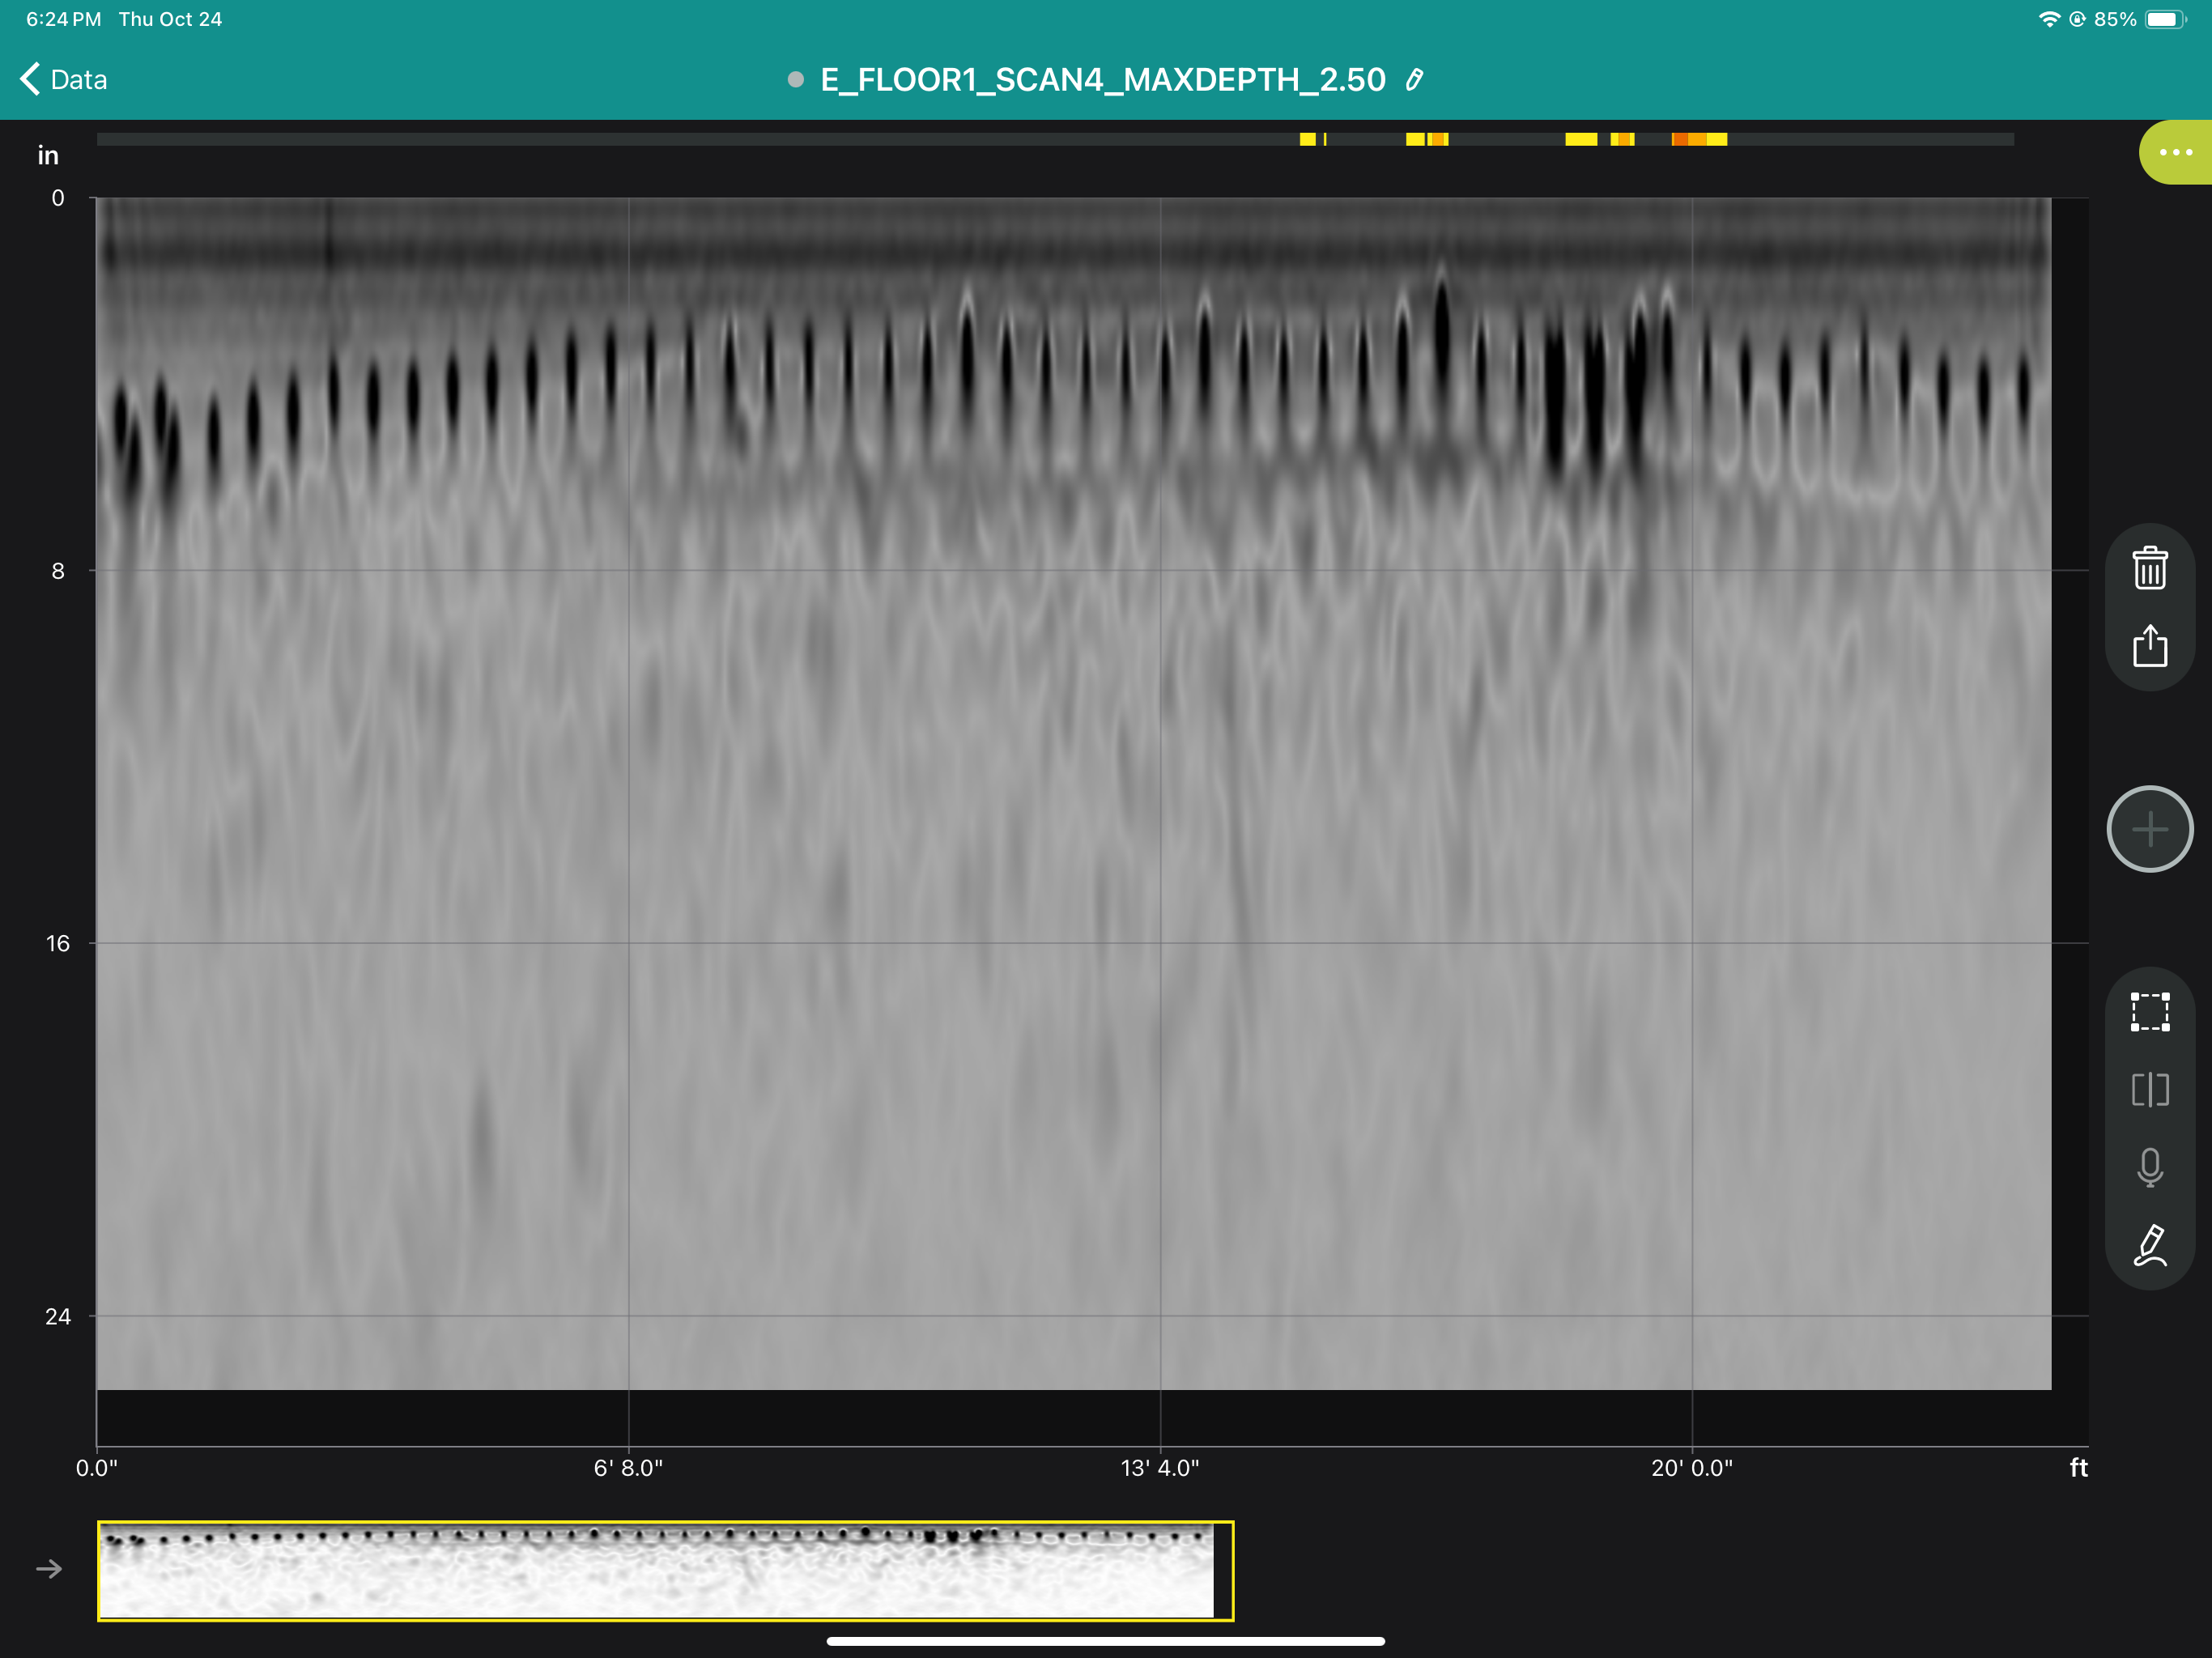 6:24 PM Thu Oct 24
85%
Data
E_FLOOR1_SCAN4_MAXDEPTH_2.50
in
0
8
16
24
0.0" 6' 8.0" 13' 4.0" 20' 0.0" ft